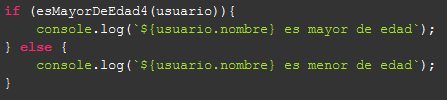 if (esMayorDeEdad4(usuario)){
    console.log(`${usuario.nombre} es mayor de edad`);
} else {
    console.log(`${usuario.nombre} es menor de edad`);
}